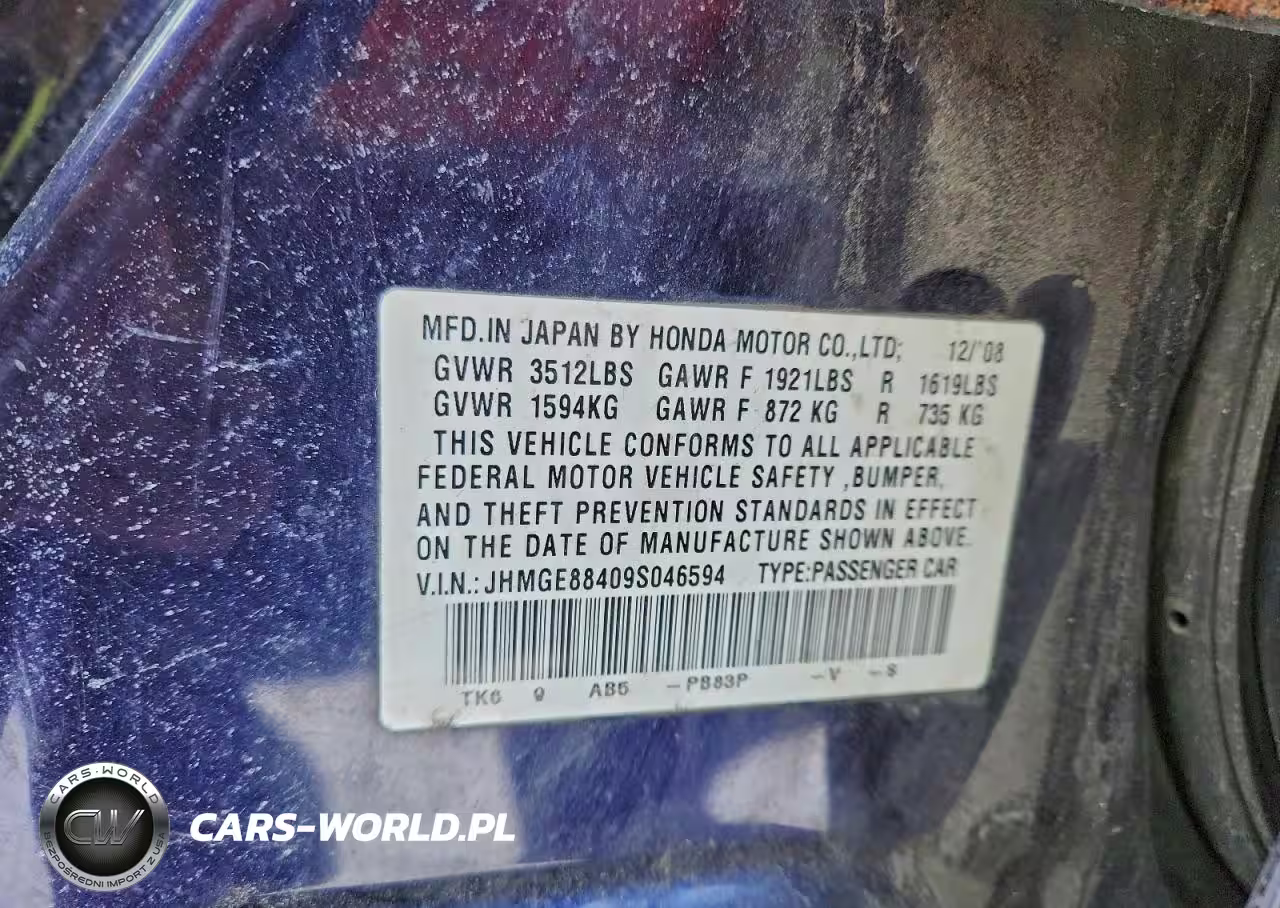 MFD.IN JAPAN BY HONDA MOTOR CO.,LTD; 12/'08
GVWR 3512LBS GAWR F 1921LBS R 1619LBS
GVWR 1594KG GAWR F 872 KG R 735 KG
THIS VEHICLE CONFORMS TO ALL APPLICABLE
FEDERAL MOTOR VEHICLE SAFETY ,BUMPER,
AND THEFT PREVENTION STANDARDS IN EFFECT
ON THE DATE OF MANUFACTURE SHOWN ABOVE.
V.I.N.: JHMGE88409S046594 TYPE:PASSENGER CAR
TK6 9 AB5 -PB83P -V -S
CARS-WORLD
CW
BEZPOŚREDNI IMPORT Z USA
CARS-WORLD.PL